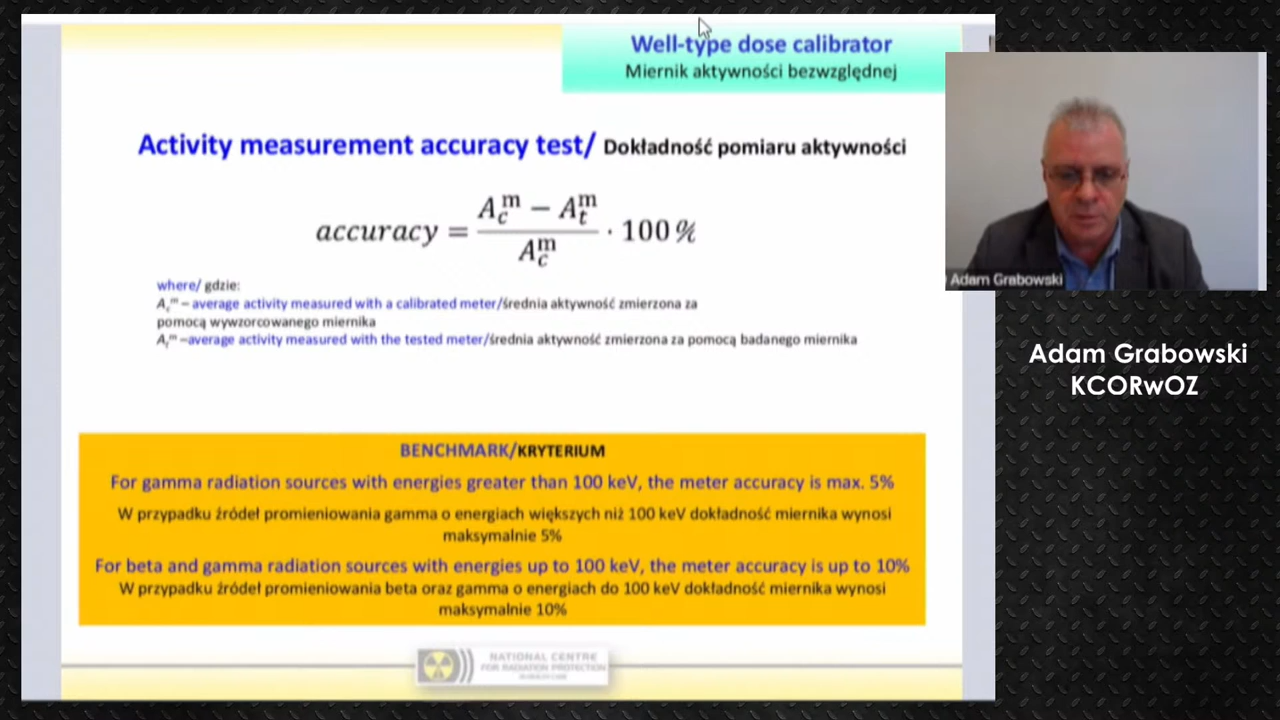 Well-type dose calibrator
Miernik aktywności bezwzględnej
Activity measurement accuracy test/ Dokładność pomiaru aktywności
accuracy = (A_c^m − A_t^m) / A_c^m · 100 %
where/ gdzie:
A_c^m – average activity measured with a calibrated meter/średnia aktywność zmierzona za
pomocą wywzorcowanego miernika
A_t^m –average activity measured with the tested meter/średnia aktywność zmierzona za pomocą badanego miernika
BENCHMARK/KRYTERIUM
For gamma radiation sources with energies greater than 100 keV, the meter accuracy is max. 5%
W przypadku źródeł promieniowania gamma o energiach większych niż 100 keV dokładność miernika wynosi
maksymalnie 5%
For beta and gamma radiation sources with energies up to 100 keV, the meter accuracy is up to 10%
W przypadku źródeł promieniowania beta oraz gamma o energiach do 100 keV dokładność miernika wynosi
maksymalnie 10%
NATIONAL CENTRE
FOR RADIATION PROTECTION
IN HEALTH CARE
Adam Grabowski
Adam Grabowski
KCORwOZ